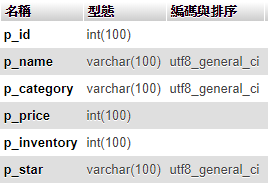 名稱 型態 編碼與排序
p_id int(100)
p_name varchar(100) utf8_general_ci
p_category varchar(100) utf8_general_ci
p_price int(100)
p_inventory int(100)
p_star varchar(100) utf8_general_ci